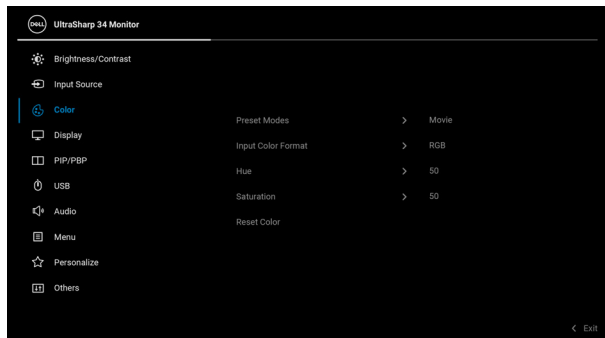 DELL UltraSharp 34 Monitor
Brightness/Contrast
Input Source
Color
Display
PIP/PBP
USB
Audio
Menu
Personalize
Others
Preset Modes > Movie
Input Color Format > RGB
Hue > 50
Saturation > 50
Reset Color
< Exit